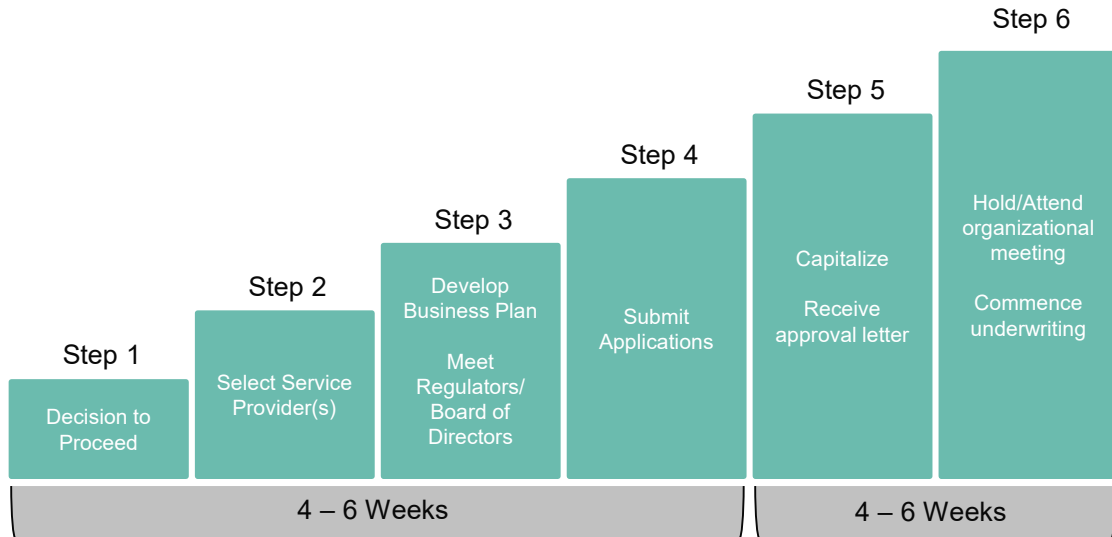 Step 1
Decision to
Proceed
Step 2
Select Service
Provider(s)
Step 3
Develop
Business Plan
Meet
Regulators/
Board of
Directors
Step 4
Submit
Applications
Step 5
Capitalize
Receive
approval letter
Step 6
Hold/Attend
organizational
meeting
Commence
underwriting
4 – 6 Weeks
4 – 6 Weeks